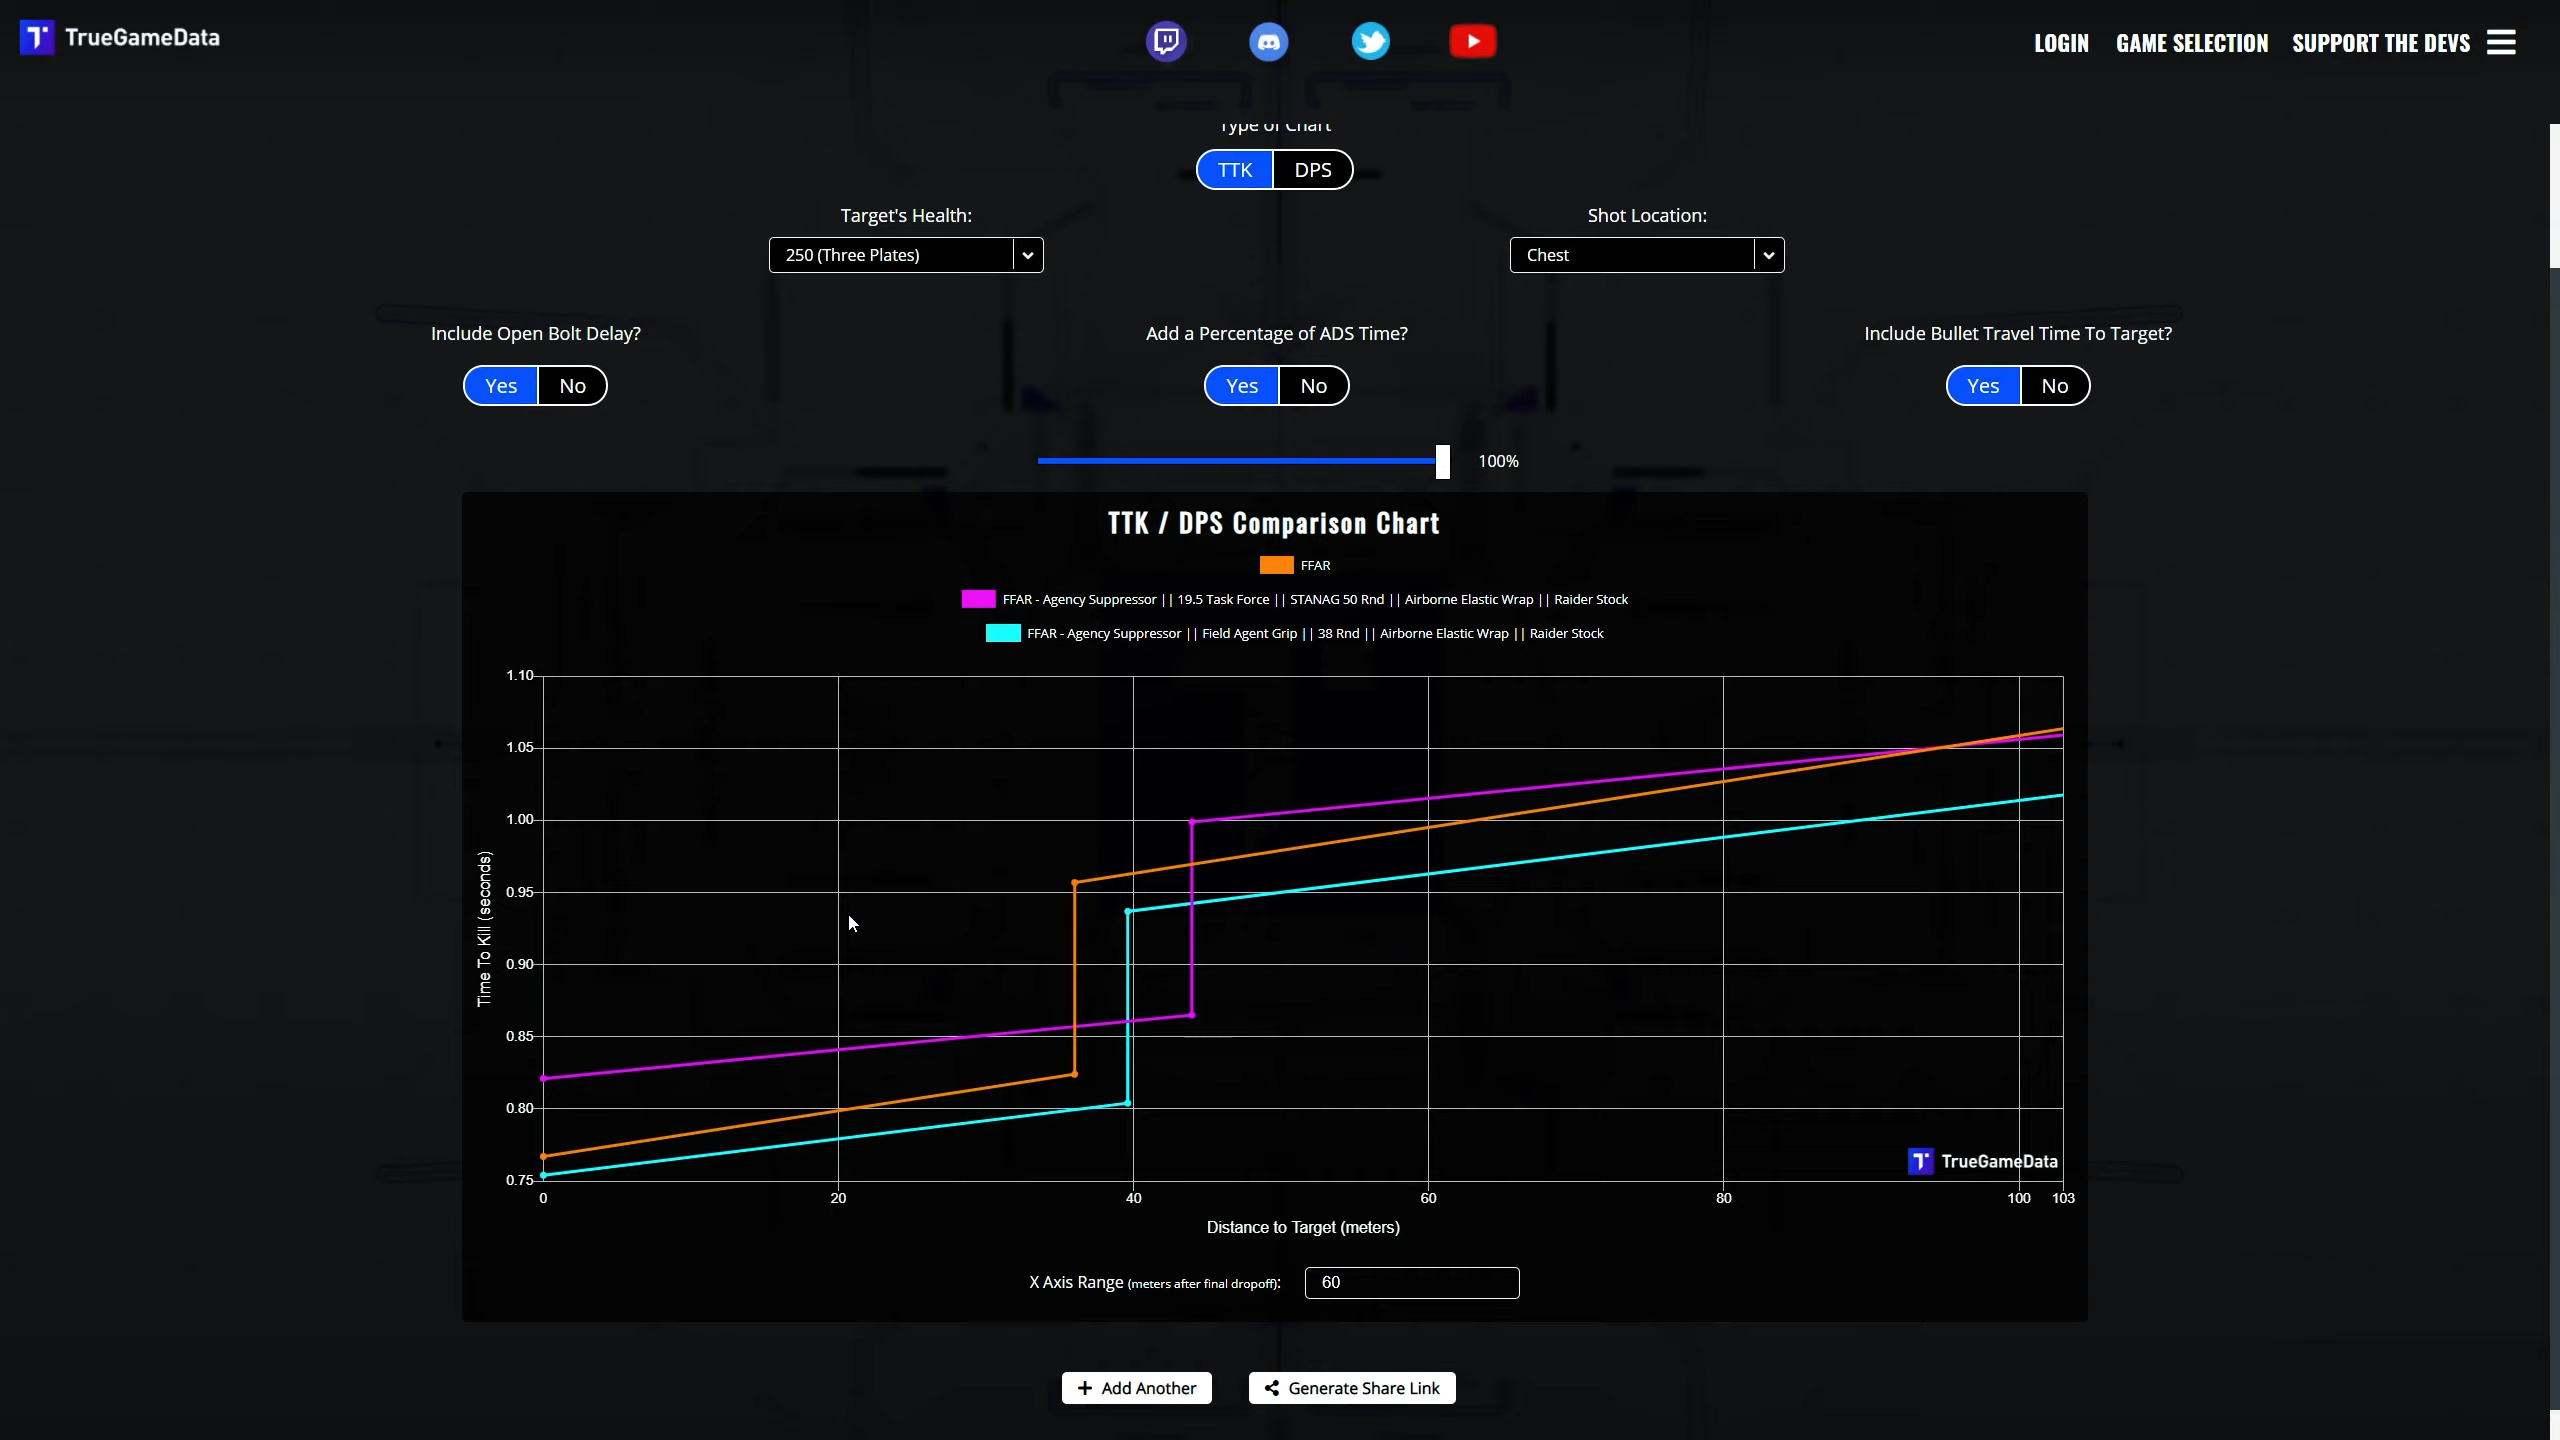 TrueGameData
LOGIN GAME SELECTION SUPPORT THE DEVS
Type of Chart
TTK DPS
Target's Health: Shot Location:
250 (Three Plates) Chest
Include Open Bolt Delay? Add a Percentage of ADS Time? Include Bullet Travel Time To Target?
Yes No Yes No Yes No
100%
TTK / DPS Comparison Chart
FFAR
FFAR - Agency Suppressor || 19.5 Task Force || STANAG 50 Rnd || Airborne Elastic Wrap || Raider Stock
FFAR - Agency Suppressor || Field Agent Grip || 38 Rnd || Airborne Elastic Wrap || Raider Stock
1.10
1.05
1.00
0.95
0.90
0.85
0.80
0.75
Time To Kill (seconds)
TrueGameData
0 20 40 60 80 100 103
Distance to Target (meters)
X Axis Range (meters after final dropoff): 60
+ Add Another Generate Share Link